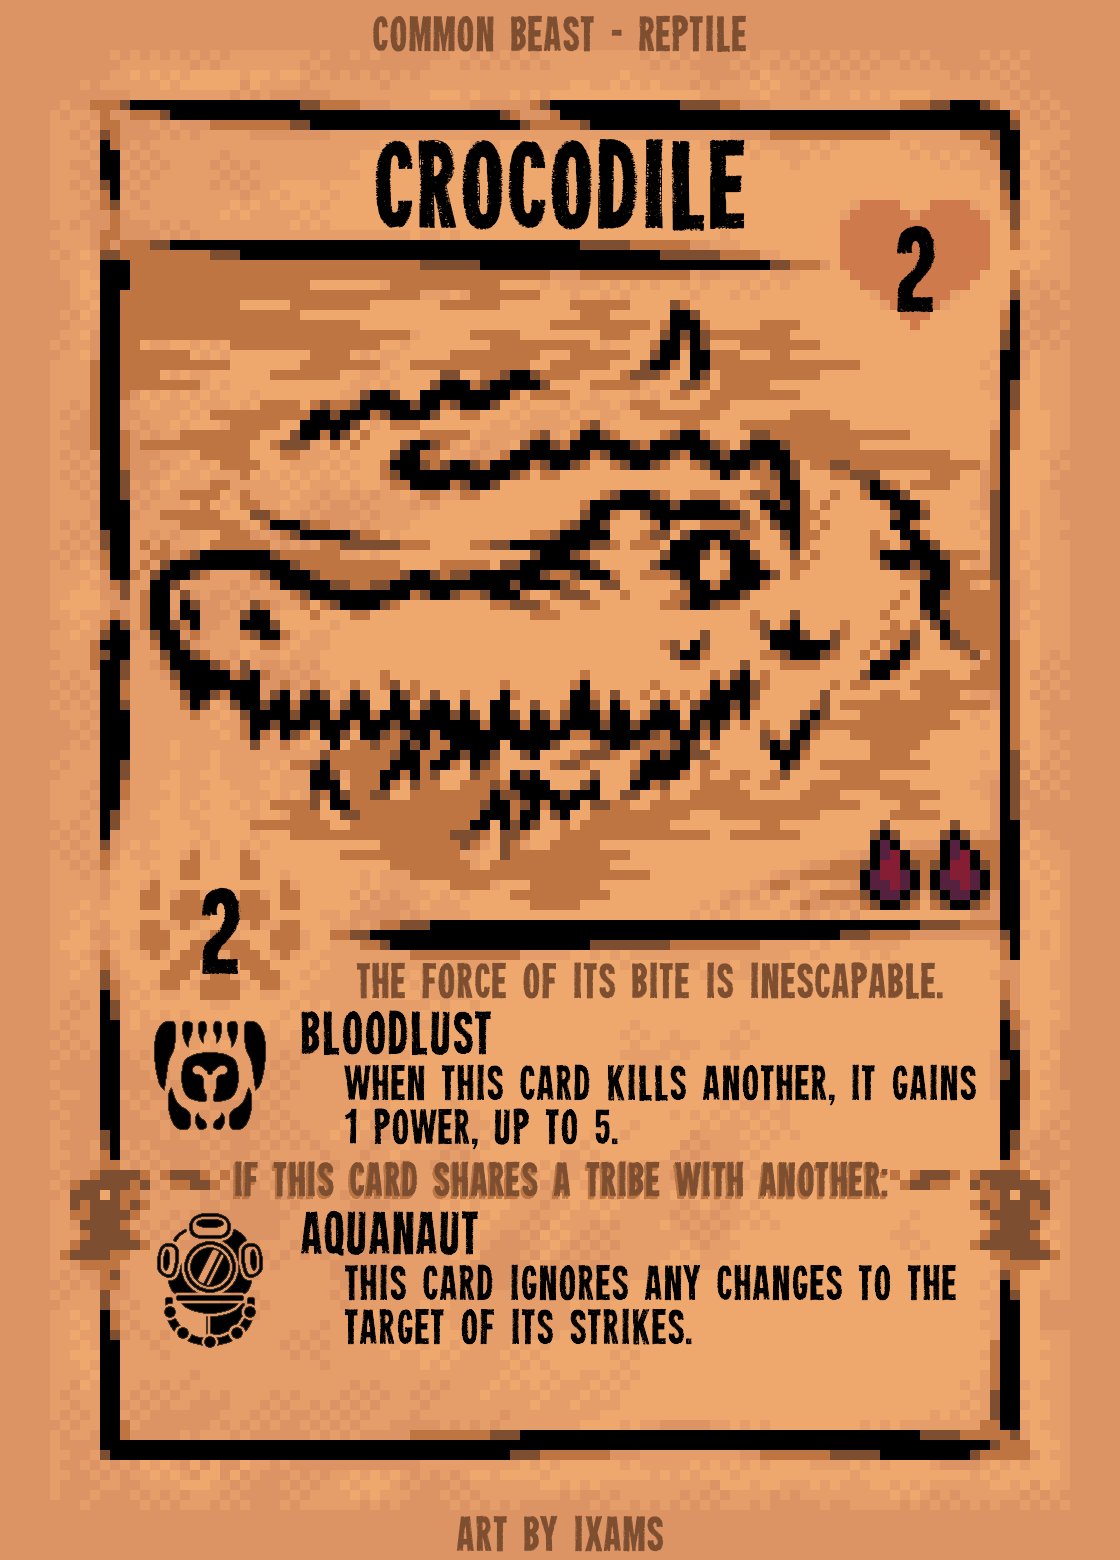 COMMON BEAST - REPTILE
CROCODILE
2
2
THE FORCE OF ITS BITE IS INESCAPABLE.
BLOODLUST
WHEN THIS CARD KILLS ANOTHER, IT GAINS
1 POWER, UP TO 5.
IF THIS CARD SHARES A TRIBE WITH ANOTHER:
AQUANAUT
THIS CARD IGNORES ANY CHANGES TO THE
TARGET OF ITS STRIKES.
ART BY IXAMS